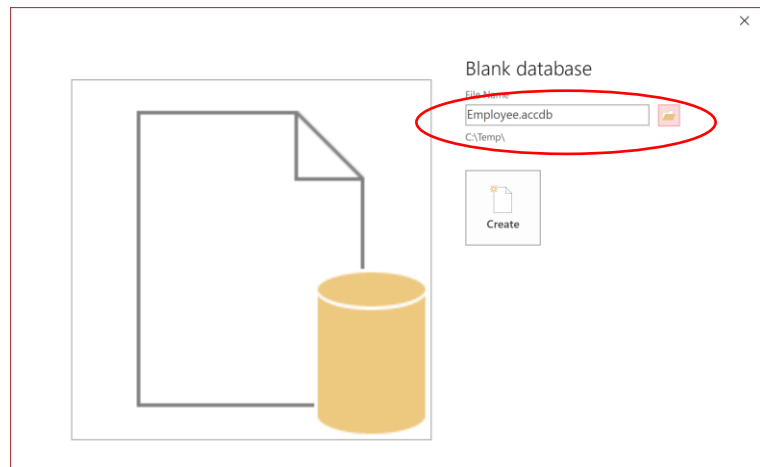 Blank database
File Name
Employee.accdb
C:\Temp\
Create